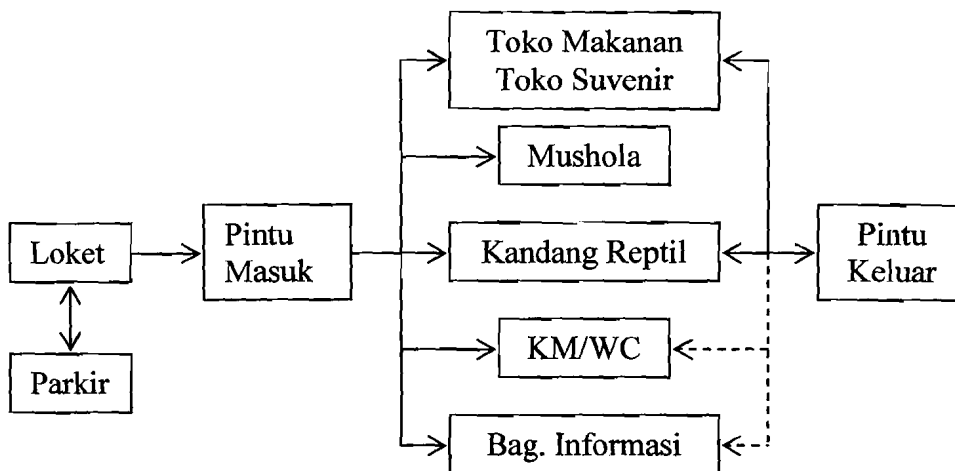 Toko Makanan
Toko Suvenir
Mushola
Loket
Pintu
Masuk
Kandang Reptil
Pintu
Keluar
Parkir
KM/WC
Bag. Informasi